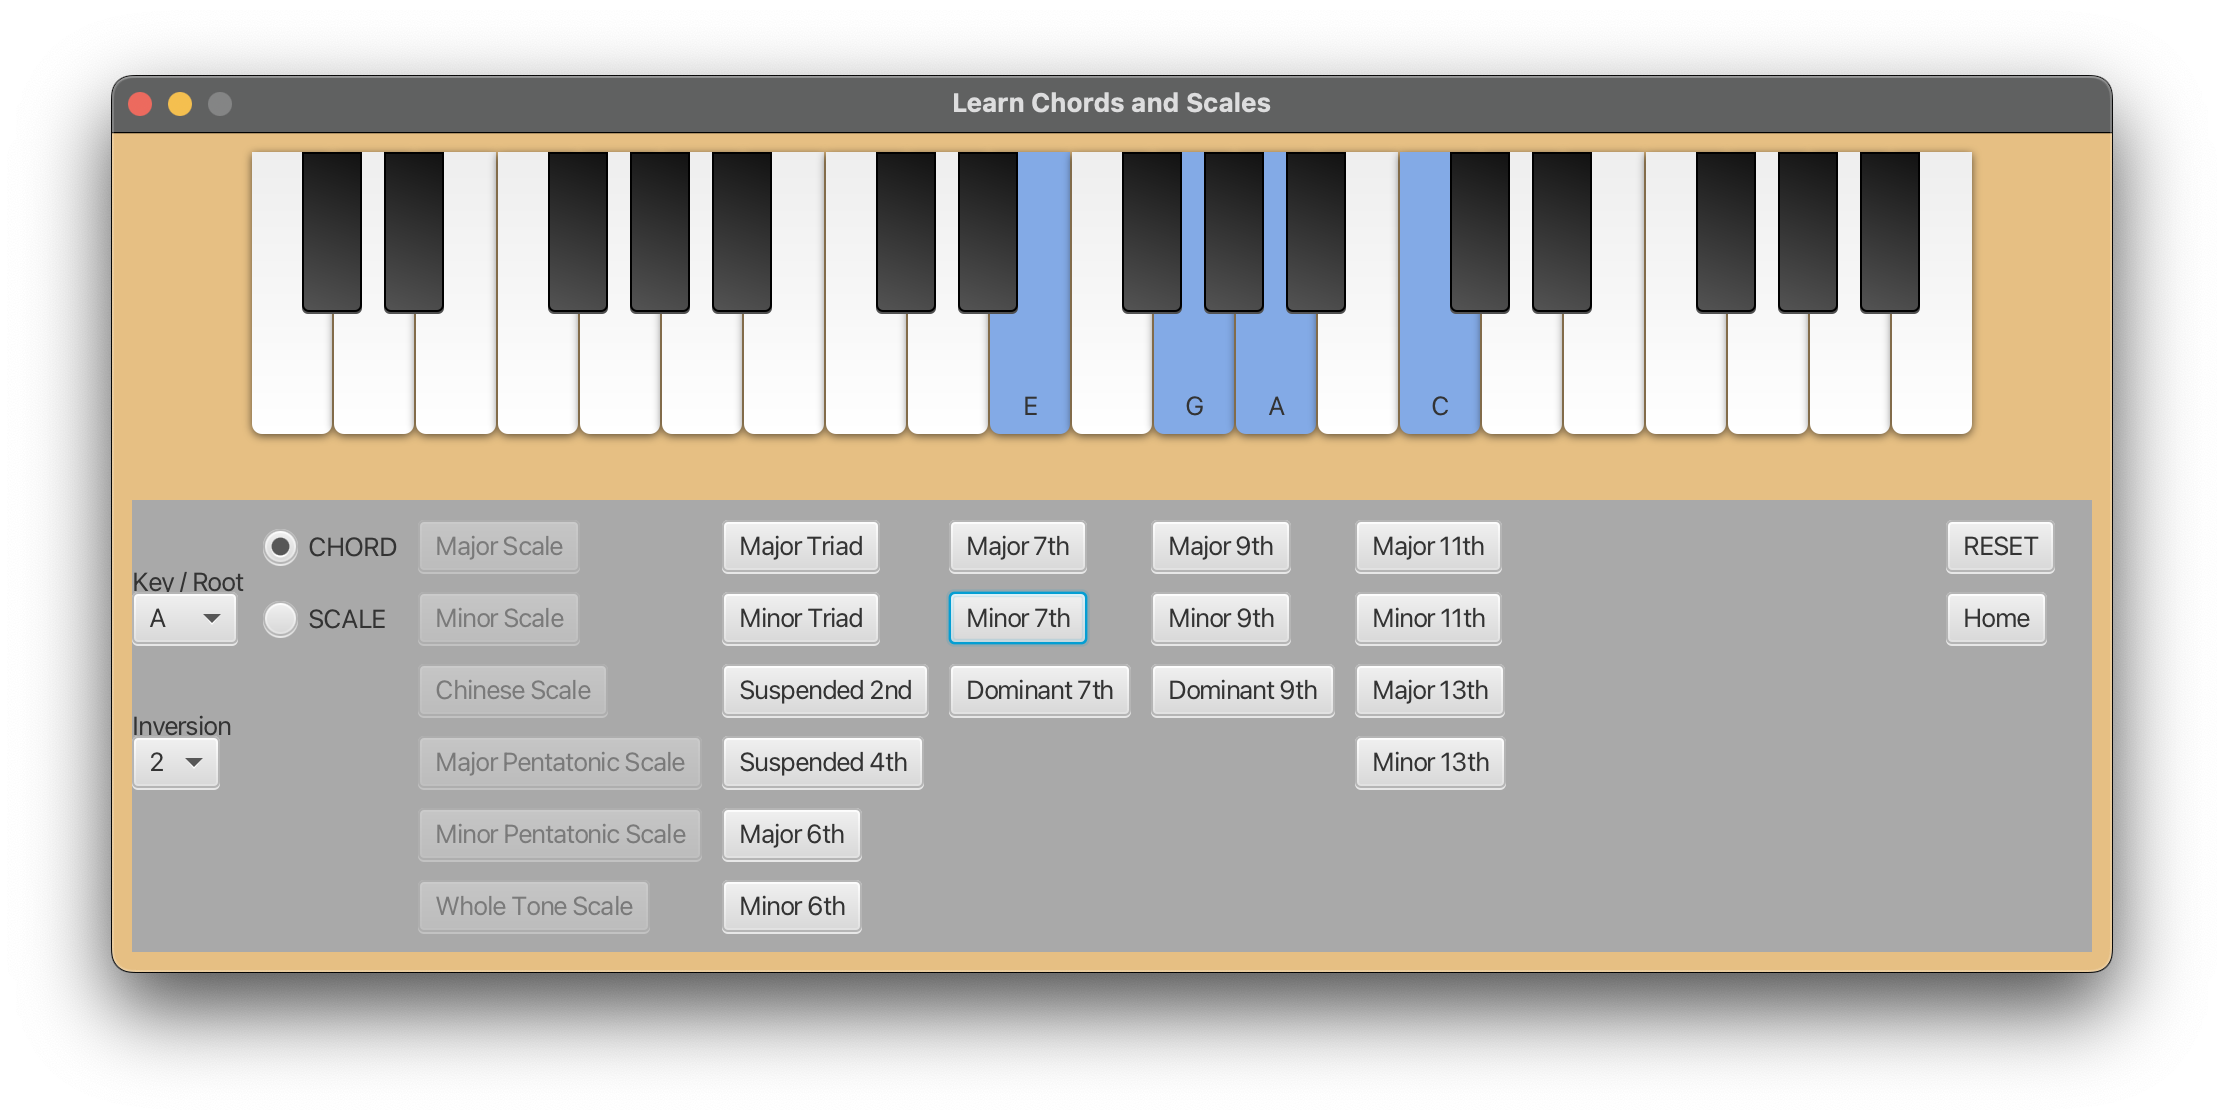 Learn Chords and Scales
E G A C
CHORD Major Scale Major Triad Major 7th Major 9th Major 11th RESET
Key / Root
A SCALE Minor Scale Minor Triad Minor 7th Minor 9th Minor 11th Home
Chinese Scale Suspended 2nd Dominant 7th Dominant 9th Major 13th
Inversion
2 Major Pentatonic Scale Suspended 4th Minor 13th
Minor Pentatonic Scale Major 6th
Whole Tone Scale Minor 6th